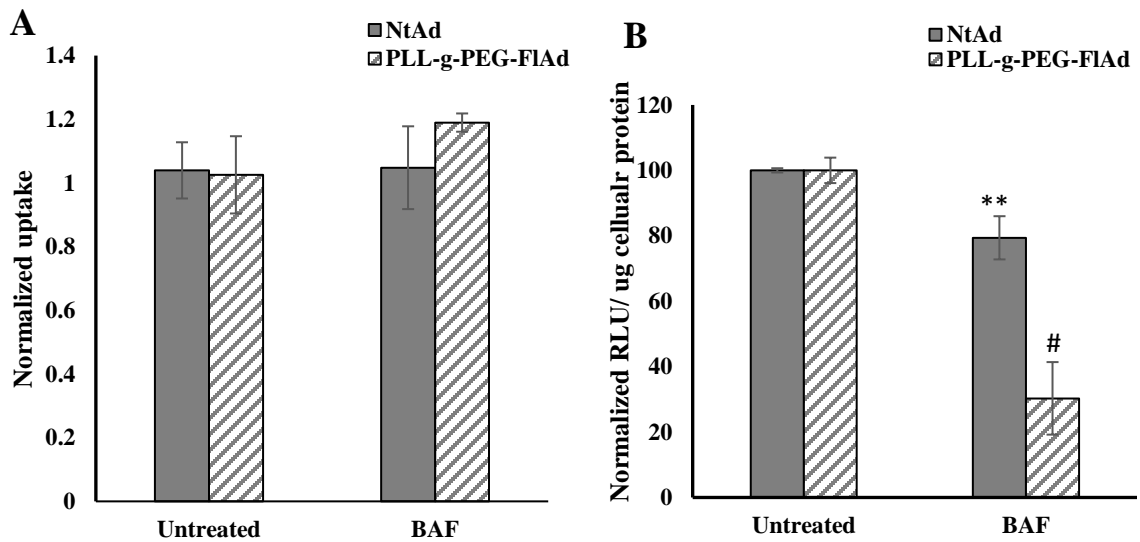 A
NtAd
PLL-g-PEG-FlAd
Normalized uptake
1.4
1.2
1
0.8
0.6
0.4
0.2
0
Untreated
BAF
B
NtAd
PLL-g-PEG-FlAd
Normalized RLU/ ug cellualr protein
120
100
80
60
40
20
0
**
#
Untreated
BAF